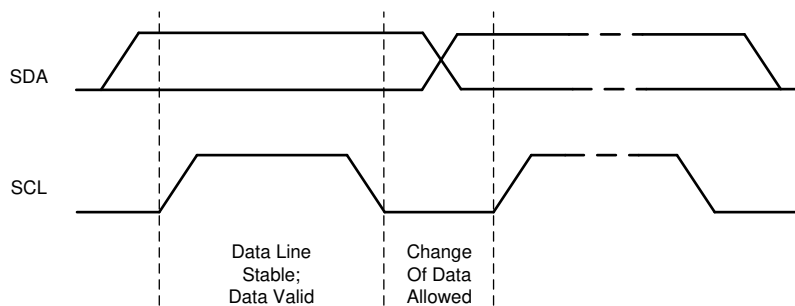 SDA
SCL
Data Line
Stable;
Data Valid
Change
Of Data
Allowed